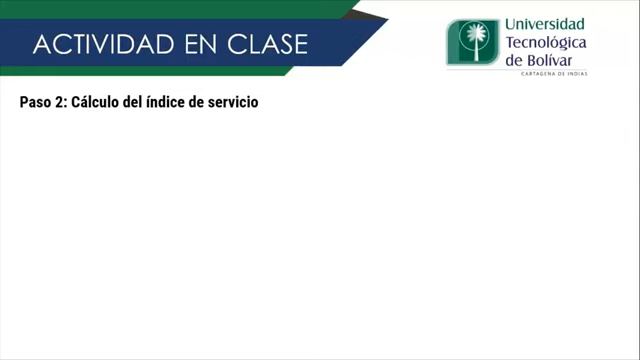 ACTIVIDAD EN CLASE
Universidad
Tecnológica
de Bolívar
CARTAGENA DE INDIAS
Paso 2: Cálculo del índice de servicio